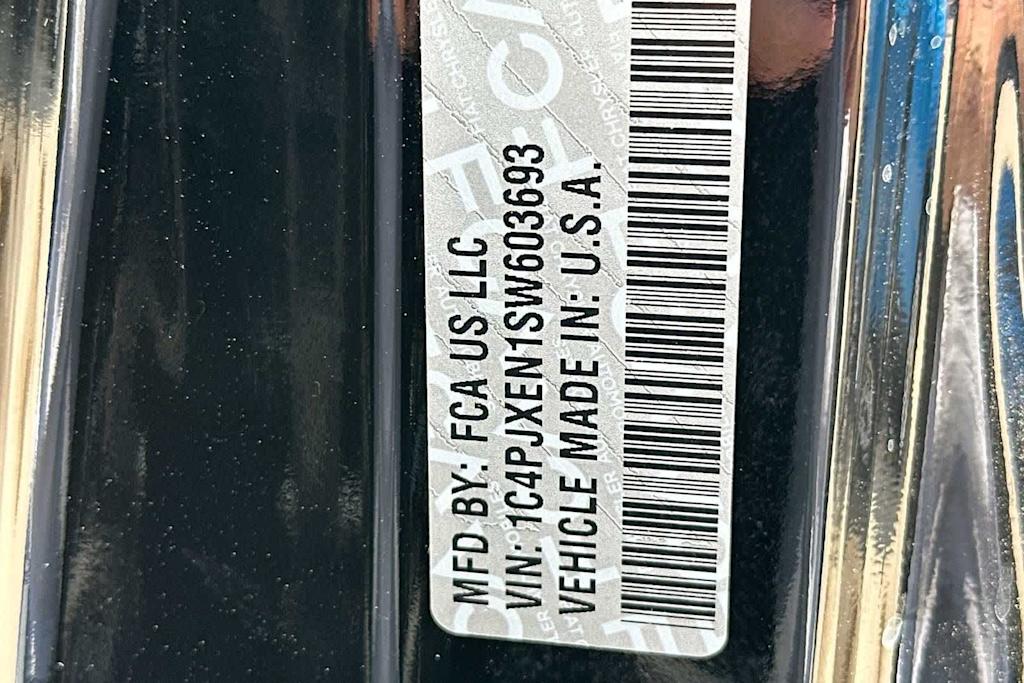 MFD BY: FCA US LLC
VIN: 1C4PJXEN1SW603693
VEHICLE MADE IN: U.S.A.